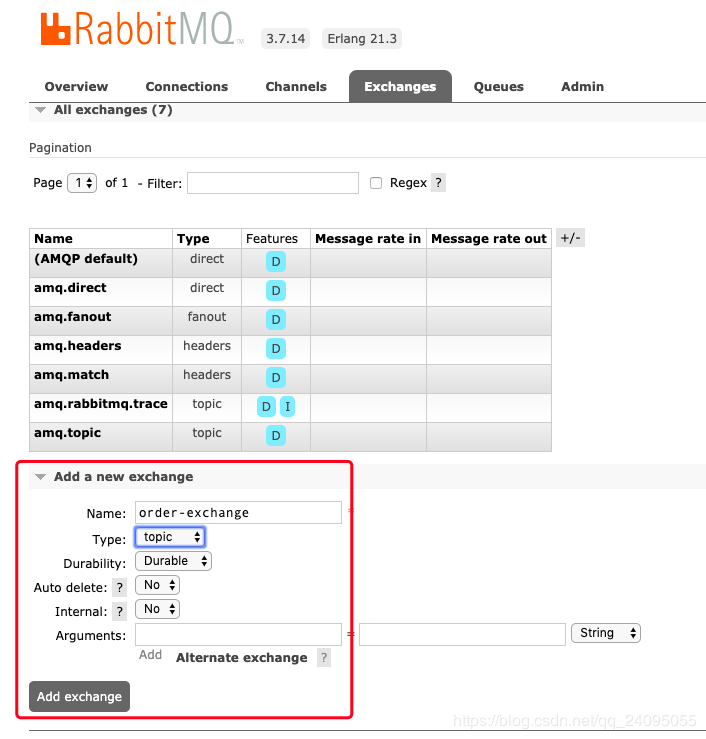 RabbitMQ TM 3.7.14 Erlang 21.3
Overview Connections Channels Exchanges Queues Admin
All exchanges (7)
Pagination
Page 1 of 1 - Filter: Regex ?
Name Type Features Message rate in Message rate out +/-
(AMQP default) direct D
amq.direct direct D
amq.fanout fanout D
amq.headers headers D
amq.match headers D
amq.rabbitmq.trace topic D I
amq.topic topic D
Add a new exchange
Name: order-exchange *
Type: topic
Durability: Durable
Auto delete: ? No
Internal: ? No
Arguments: = String
Add Alternate exchange ?
Add exchange
https://blog.csdn.net/qq_24095055